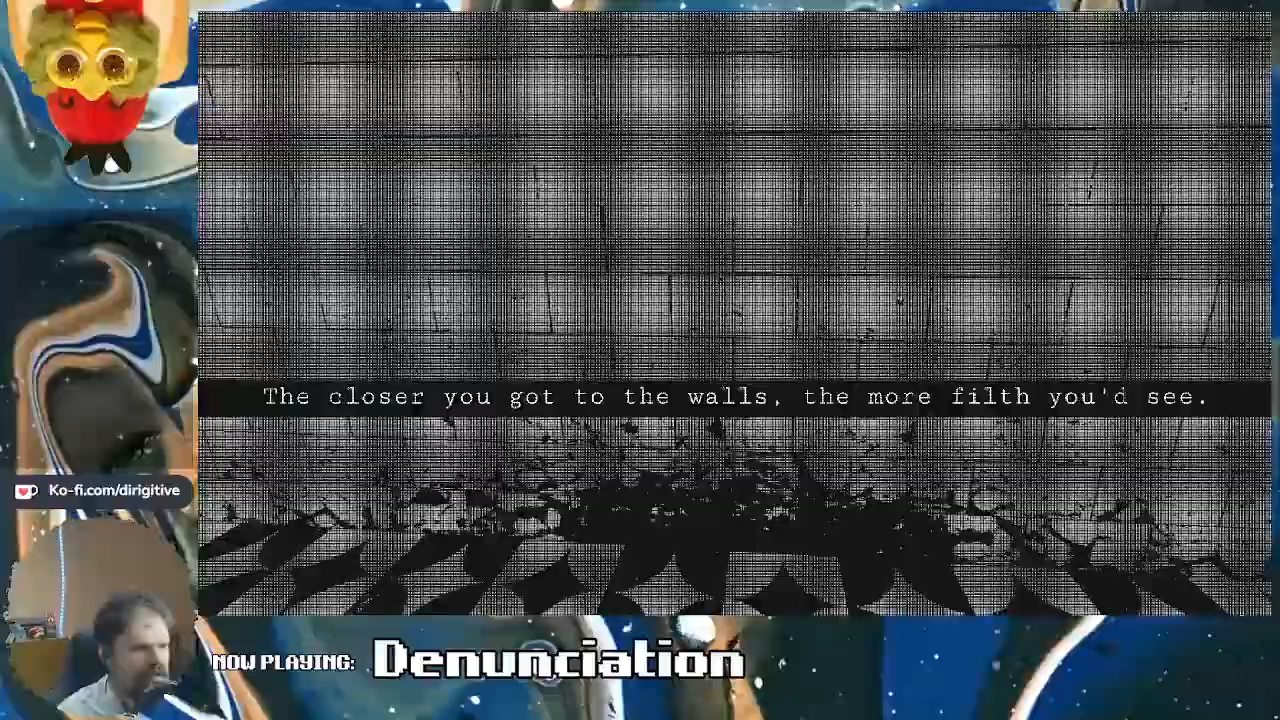 The closer you got to the walls, the more filth you'd see.
Ko-fi.com/dirigitive
NOW PLAYING: Denunciation